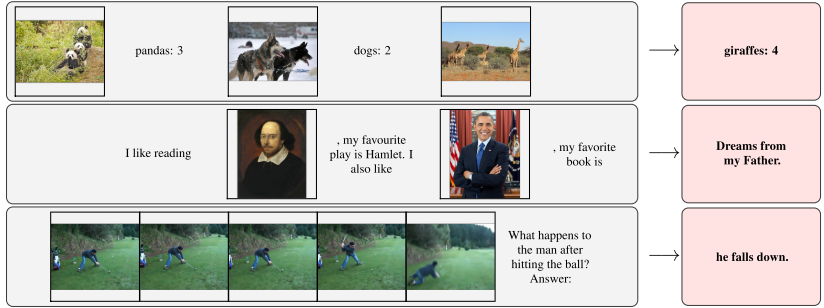 pandas: 3
dogs: 2
giraffes: 4
I like reading
, my favourite
play is Hamlet. I
also like
, my favorite
book is
Dreams from
my Father.
What happens to
the man after
hitting the ball?
Answer:
he falls down.